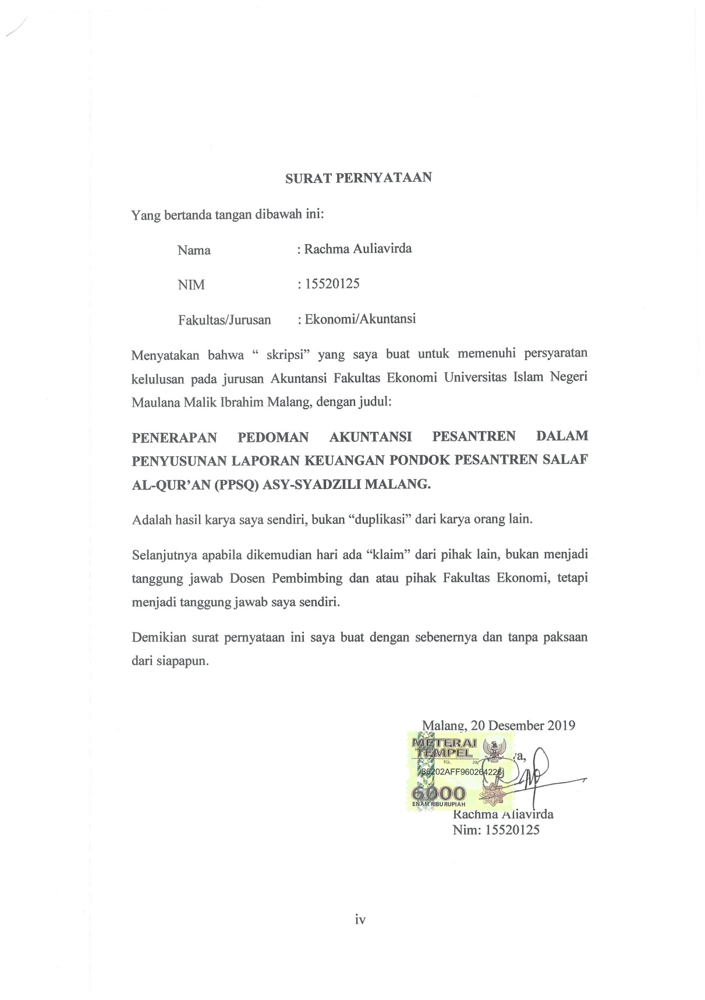 SURAT PERNYATAAN
Yang bertanda tangan dibawah ini:
Nama : Rachma Auliavirda
NIM : 15520125
Fakultas/Jurusan : Ekonomi/Akuntansi
Menyatakan bahwa “ skripsi” yang saya buat untuk memenuhi persyaratan
kelulusan pada jurusan Akuntansi Fakultas Ekonomi Universitas Islam Negeri
Maulana Malik Ibrahim Malang, dengan judul:
PENERAPAN PEDOMAN AKUNTANSI PESANTREN DALAM
PENYUSUNAN LAPORAN KEUANGAN PONDOK PESANTREN SALAF
AL-QUR’AN (PPSQ) ASY-SYADZILI MALANG.
Adalah hasil karya saya sendiri, bukan “duplikasi” dari karya orang lain.
Selanjutnya apabila dikemudian hari ada “klaim” dari pihak lain, bukan menjadi
tanggung jawab Dosen Pembimbing dan atau pihak Fakultas Ekonomi, tetapi
menjadi tanggung jawab saya sendiri.
Demikian surat pernyataan ini saya buat dengan sebenernya dan tanpa paksaan
dari siapapun.
Malang, 20 Desember 2019
METERAI
TEMPEL
TGL. 20
ya,
86202AFF960264226
6000
ENAM RIBU RUPIAH
Rachma Aliavirda
Nim: 15520125
iv